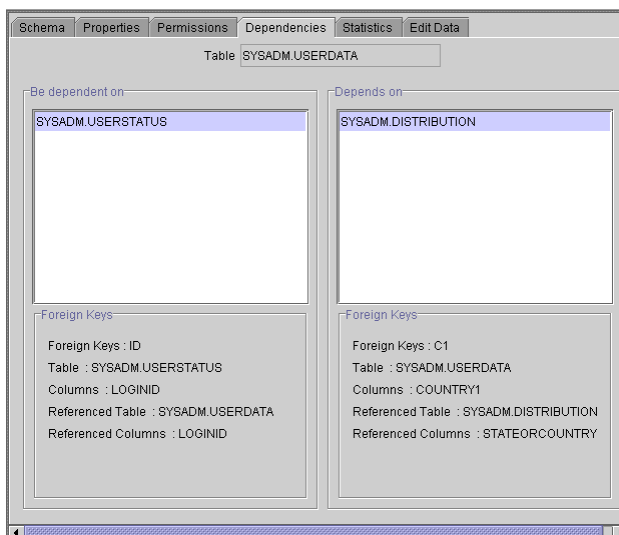 Schema Properties Permissions Dependencies Statistics Edit Data
Table SYSADM.USERDATA
Be dependent on
SYSADM.USERSTATUS
Foreign Keys
Foreign Keys : ID
Table : SYSADM.USERSTATUS
Columns : LOGINID
Referenced Table : SYSADM.USERDATA
Referenced Columns : LOGINID
Depends on
SYSADM.DISTRIBUTION
Foreign Keys
Foreign Keys : C1
Table : SYSADM.USERDATA
Columns : COUNTRY1
Referenced Table : SYSADM.DISTRIBUTION
Referenced Columns : STATEORCOUNTRY